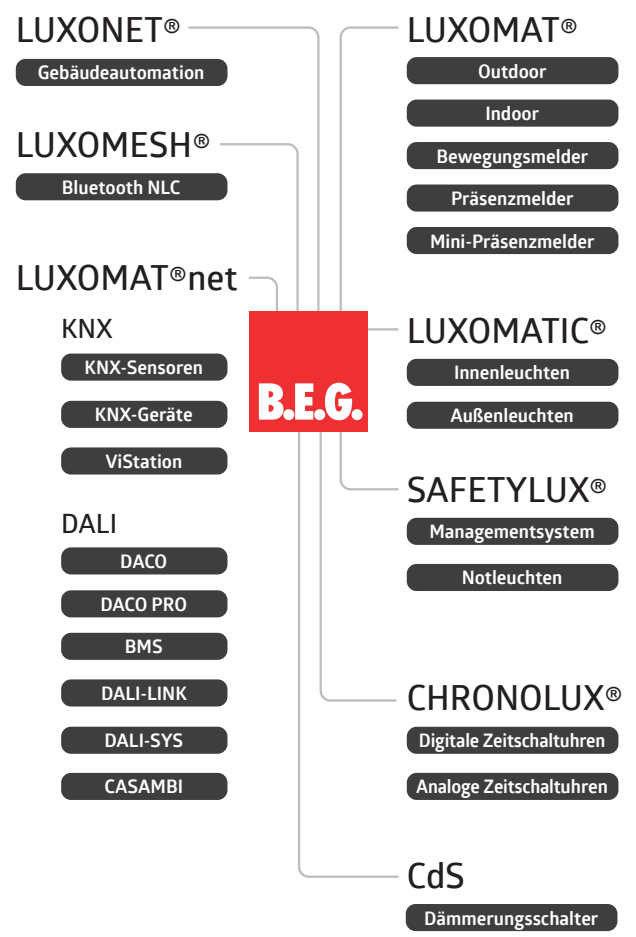 LUXONET®
Gebäudeautomation
LUXOMESH®
Bluetooth NLC
LUXOMAT®net
KNX
KNX-Sensoren
KNX-Geräte
ViStation
DALI
DACO
DACO PRO
BMS
DALI-LINK
DALI-SYS
CASAMBI
B.E.G.
LUXOMAT®
Outdoor
Indoor
Bewegungsmelder
Präsenzmelder
Mini-Präsenzmelder
LUXOMATIC®
Innenleuchten
Außenleuchten
SAFETYLUX®
Managementsystem
Notleuchten
CHRONOLUX®
Digitale Zeitschaltuhren
Analoge Zeitschaltuhren
CdS
Dämmerungsschalter